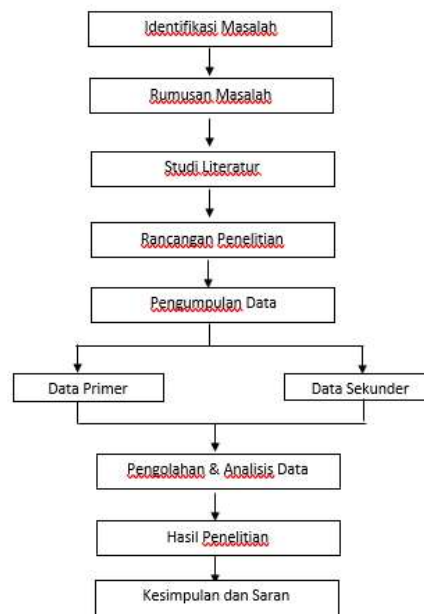 Identifikasi Masalah
Rumusan Masalah
Studi Literatur
Rancangan Penelitian
Pengumpulan Data
Data Primer
Data Sekunder
Pengolahan & Analisis Data
Hasil Penelitian
Kesimpulan dan Saran